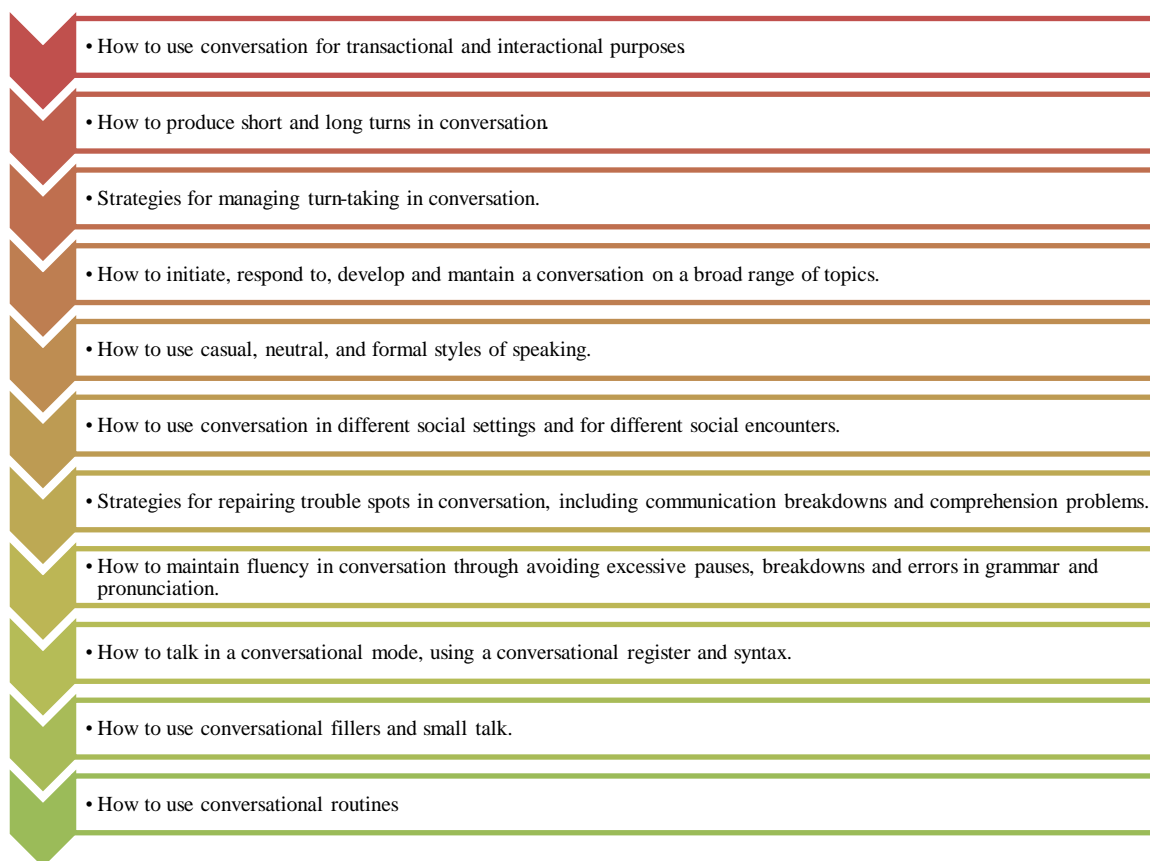 • How to use conversation for transactional and interactional purposes
• How to produce short and long turns in conversation.
• Strategies for managing turn-taking in conversation.
• How to initiate, respond to, develop and mantain a conversation on a broad range of topics.
• How to use casual, neutral, and formal styles of speaking.
• How to use conversation in different social settings and for different social encounters.
• Strategies for repairing trouble spots in conversation, including communication breakdowns and comprehension problems.
• How to maintain fluency in conversation through avoiding excessive pauses, breakdowns and errors in grammar and
pronunciation.
• How to talk in a conversational mode, using a conversational register and syntax.
• How to use conversational fillers and small talk.
• How to use conversational routines